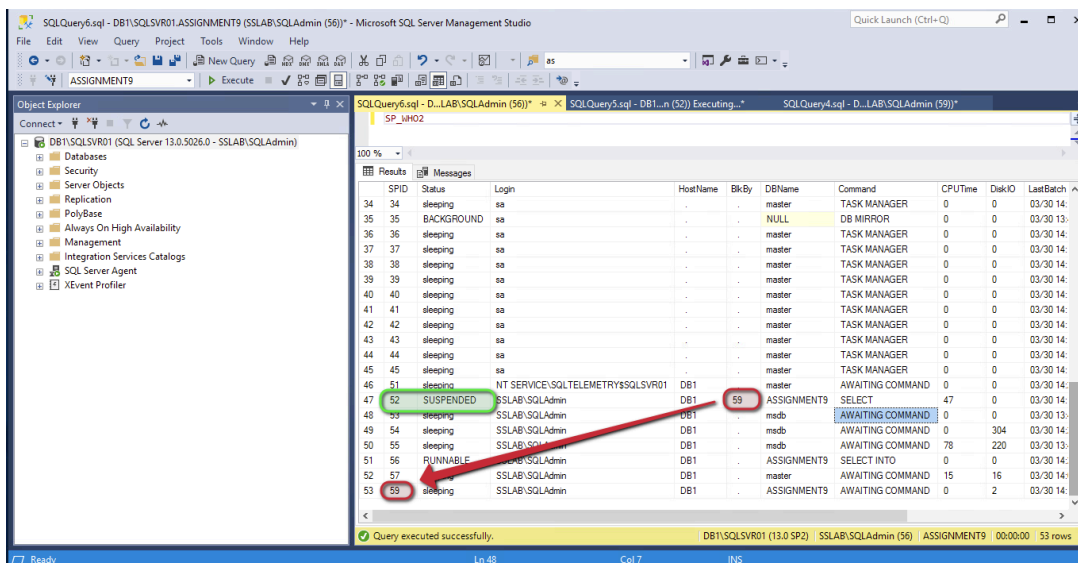 SQLQuery6.sql - DB1\SQLSVR01.ASSIGNMENT9 (SSLAB\SQLAdmin (56))* - Microsoft SQL Server Management Studio
Quick Launch (Ctrl+Q)
File Edit View Query Project Tools Window Help
New Query MDX DMX XMLA DAX as
ASSIGNMENT9 Execute
Object Explorer
Connect
DB1\SQLSVR01 (SQL Server 13.0.5026.0 - SSLAB\SQLAdmin)
Databases
Security
Server Objects
Replication
PolyBase
Always On High Availability
Management
Integration Services Catalogs
SQL Server Agent
XEvent Profiler
SQLQuery6.sql - D...LAB\SQLAdmin (56))* SQLQuery5.sql - DB1...n (52)) Executing...* SQLQuery4.sql - D...LAB\SQLAdmin (59))*
SP_WHO2
100 %
Results Messages
SPID Status Login HostName BlkBy DBName Command CPUTime DiskIO LastBatch
34 34 sleeping sa . . master TASK MANAGER 0 0 03/30 14:
35 35 BACKGROUND sa . . NULL DB MIRROR 0 0 03/30 13:
36 36 sleeping sa . . master TASK MANAGER 0 0 03/30 14:
37 37 sleeping sa . . master TASK MANAGER 0 0 03/30 14:
38 38 sleeping sa . . master TASK MANAGER 0 0 03/30 14:
39 39 sleeping sa . . master TASK MANAGER 0 0 03/30 14:
40 40 sleeping sa . . master TASK MANAGER 0 0 03/30 14:
41 41 sleeping sa . . master TASK MANAGER 0 0 03/30 14:
42 42 sleeping sa . . master TASK MANAGER 0 0 03/30 14:
43 43 sleeping sa . . master TASK MANAGER 0 0 03/30 14:
44 44 sleeping sa . . master TASK MANAGER 0 0 03/30 14:
45 45 sleeping sa . . master TASK MANAGER 0 0 03/30 14:
46 51 sleeping NT SERVICE\SQLTELEMETRY$SQLSVR01 DB1 . master AWAITING COMMAND 0 0 03/30 14:
47 52 SUSPENDED SSLAB\SQLAdmin DB1 59 ASSIGNMENT9 SELECT 47 0 03/30 14:
48 53 sleeping SSLAB\SQLAdmin DB1 . msdb AWAITING COMMAND 0 0 03/30 13:
49 54 sleeping SSLAB\SQLAdmin DB1 . msdb AWAITING COMMAND 0 304 03/30 14:
50 55 sleeping SSLAB\SQLAdmin DB1 . msdb AWAITING COMMAND 78 220 03/30 13:
51 56 RUNNABLE SSLAB\SQLAdmin DB1 . ASSIGNMENT9 SELECT INTO 0 0 03/30 14:
52 57 sleeping SSLAB\SQLAdmin DB1 . master AWAITING COMMAND 15 16 03/30 14:
53 59 sleeping SSLAB\SQLAdmin DB1 . ASSIGNMENT9 AWAITING COMMAND 0 2 03/30 14:
Query executed successfully. DB1\SQLSVR01 (13.0 SP2) SSLAB\SQLAdmin (56) ASSIGNMENT9 00:00:00 53 rows
Ready Ln 48 Col 7 INS